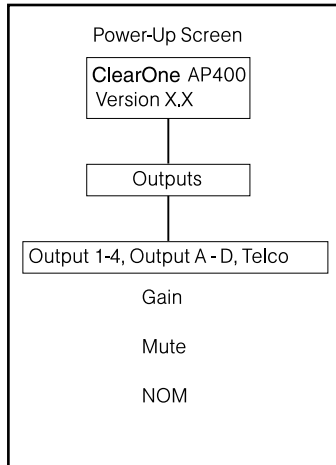 Power-Up Screen
ClearOne AP400
Version X.X
Outputs
Output 1-4, Output A - D, Telco
Gain
Mute
NOM